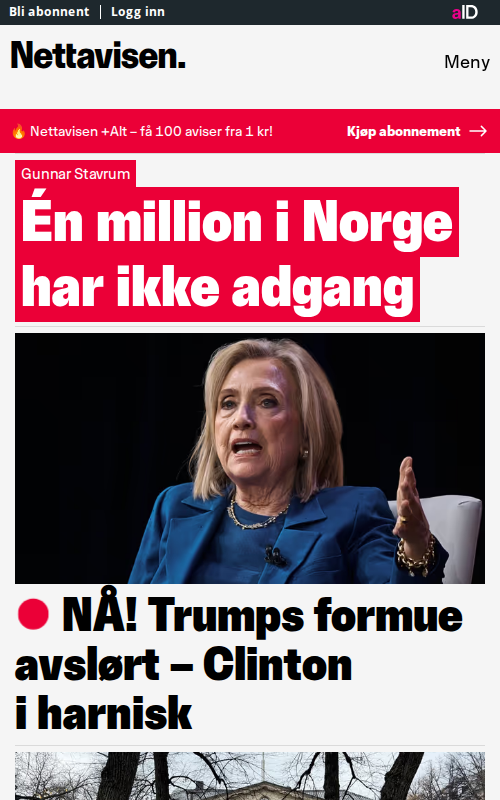 Bli abonnent | Logg inn
aID
Nettavisen.
Meny
🔥 Nettavisen +Alt – få 100 aviser fra 1 kr!
Kjøp abonnement →
Gunnar Stavrum
Én million i Norge
har ikke adgang
NÅ! Trumps formue
avslørt – Clinton
i harnisk